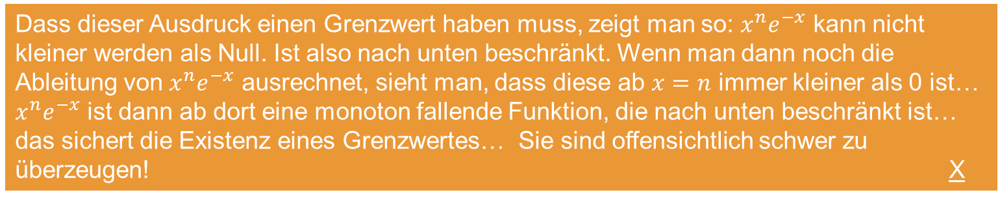 Dass dieser Ausdruck einen Grenzwert haben muss, zeigt man so: $x^n e^{-x}$ kann nicht
kleiner werden als Null. Ist also nach unten beschränkt. Wenn man dann noch die
Ableitung von $x^n e^{-x}$ ausrechnet, sieht man, dass diese ab $x = n$ immer kleiner als 0 ist…
$x^n e^{-x}$ ist dann ab dort eine monoton fallende Funktion, die nach unten beschränkt ist…
das sichert die Existenz eines Grenzwertes… Sie sind offensichtlich schwer zu
überzeugen! X